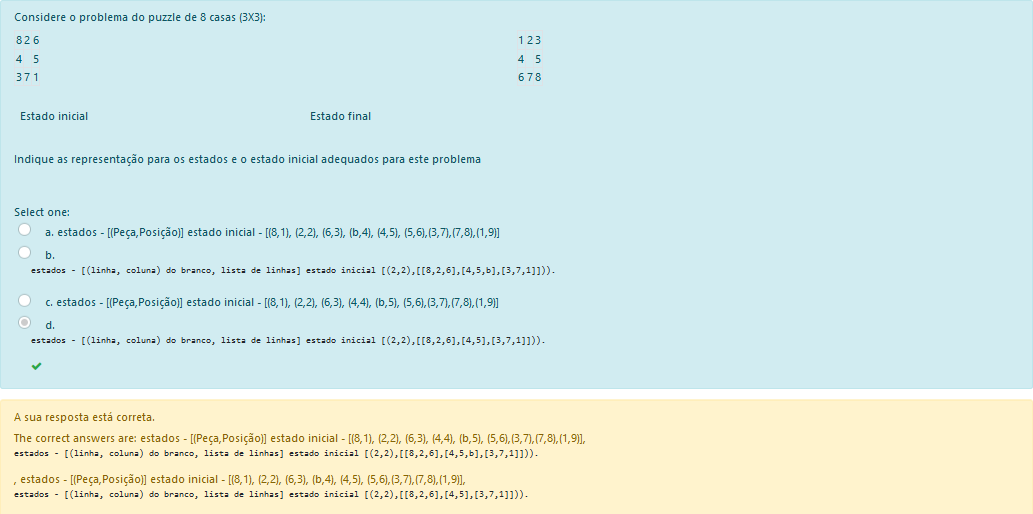 Considere o problema do puzzle de 8 casas (3X3):
8 2 6 1 2 3
4 5 4 5
3 7 1 6 7 8
Estado inicial Estado final
Indique as representação para os estados e o estado inicial adequados para este problema
Select one:
a. estados - [(Peça,Posição)] estado inicial - [(8,1), (2,2), (6,3), (b,4), (4,5), (5,6),(3,7),(7,8),(1,9)]
b.
estados - [(linha, coluna) do branco, lista de linhas] estado inicial [(2,2),[[8,2,6],[4,5,b],[3,7,1]])).
c. estados - [(Peça,Posição)] estado inicial - [(8,1), (2,2), (6,3), (4,4), (b,5), (5,6),(3,7),(7,8),(1,9)]
d.
estados - [(linha, coluna) do branco, lista de linhas] estado inicial [(2,2),[[8,2,6],[4,5],[3,7,1]])).
A sua resposta está correta.
The correct answers are: estados - [(Peça,Posição)] estado inicial - [(8,1), (2,2), (6,3), (4,4), (b,5), (5,6),(3,7),(7,8),(1,9)],
estados - [(linha, coluna) do branco, lista de linhas] estado inicial [(2,2),[[8,2,6],[4,5,b],[3,7,1]])).
, estados - [(Peça,Posição)] estado inicial - [(8,1), (2,2), (6,3), (b,4), (4,5), (5,6),(3,7),(7,8),(1,9)],
estados - [(linha, coluna) do branco, lista de linhas] estado inicial [(2,2),[[8,2,6],[4,5],[3,7,1]])).